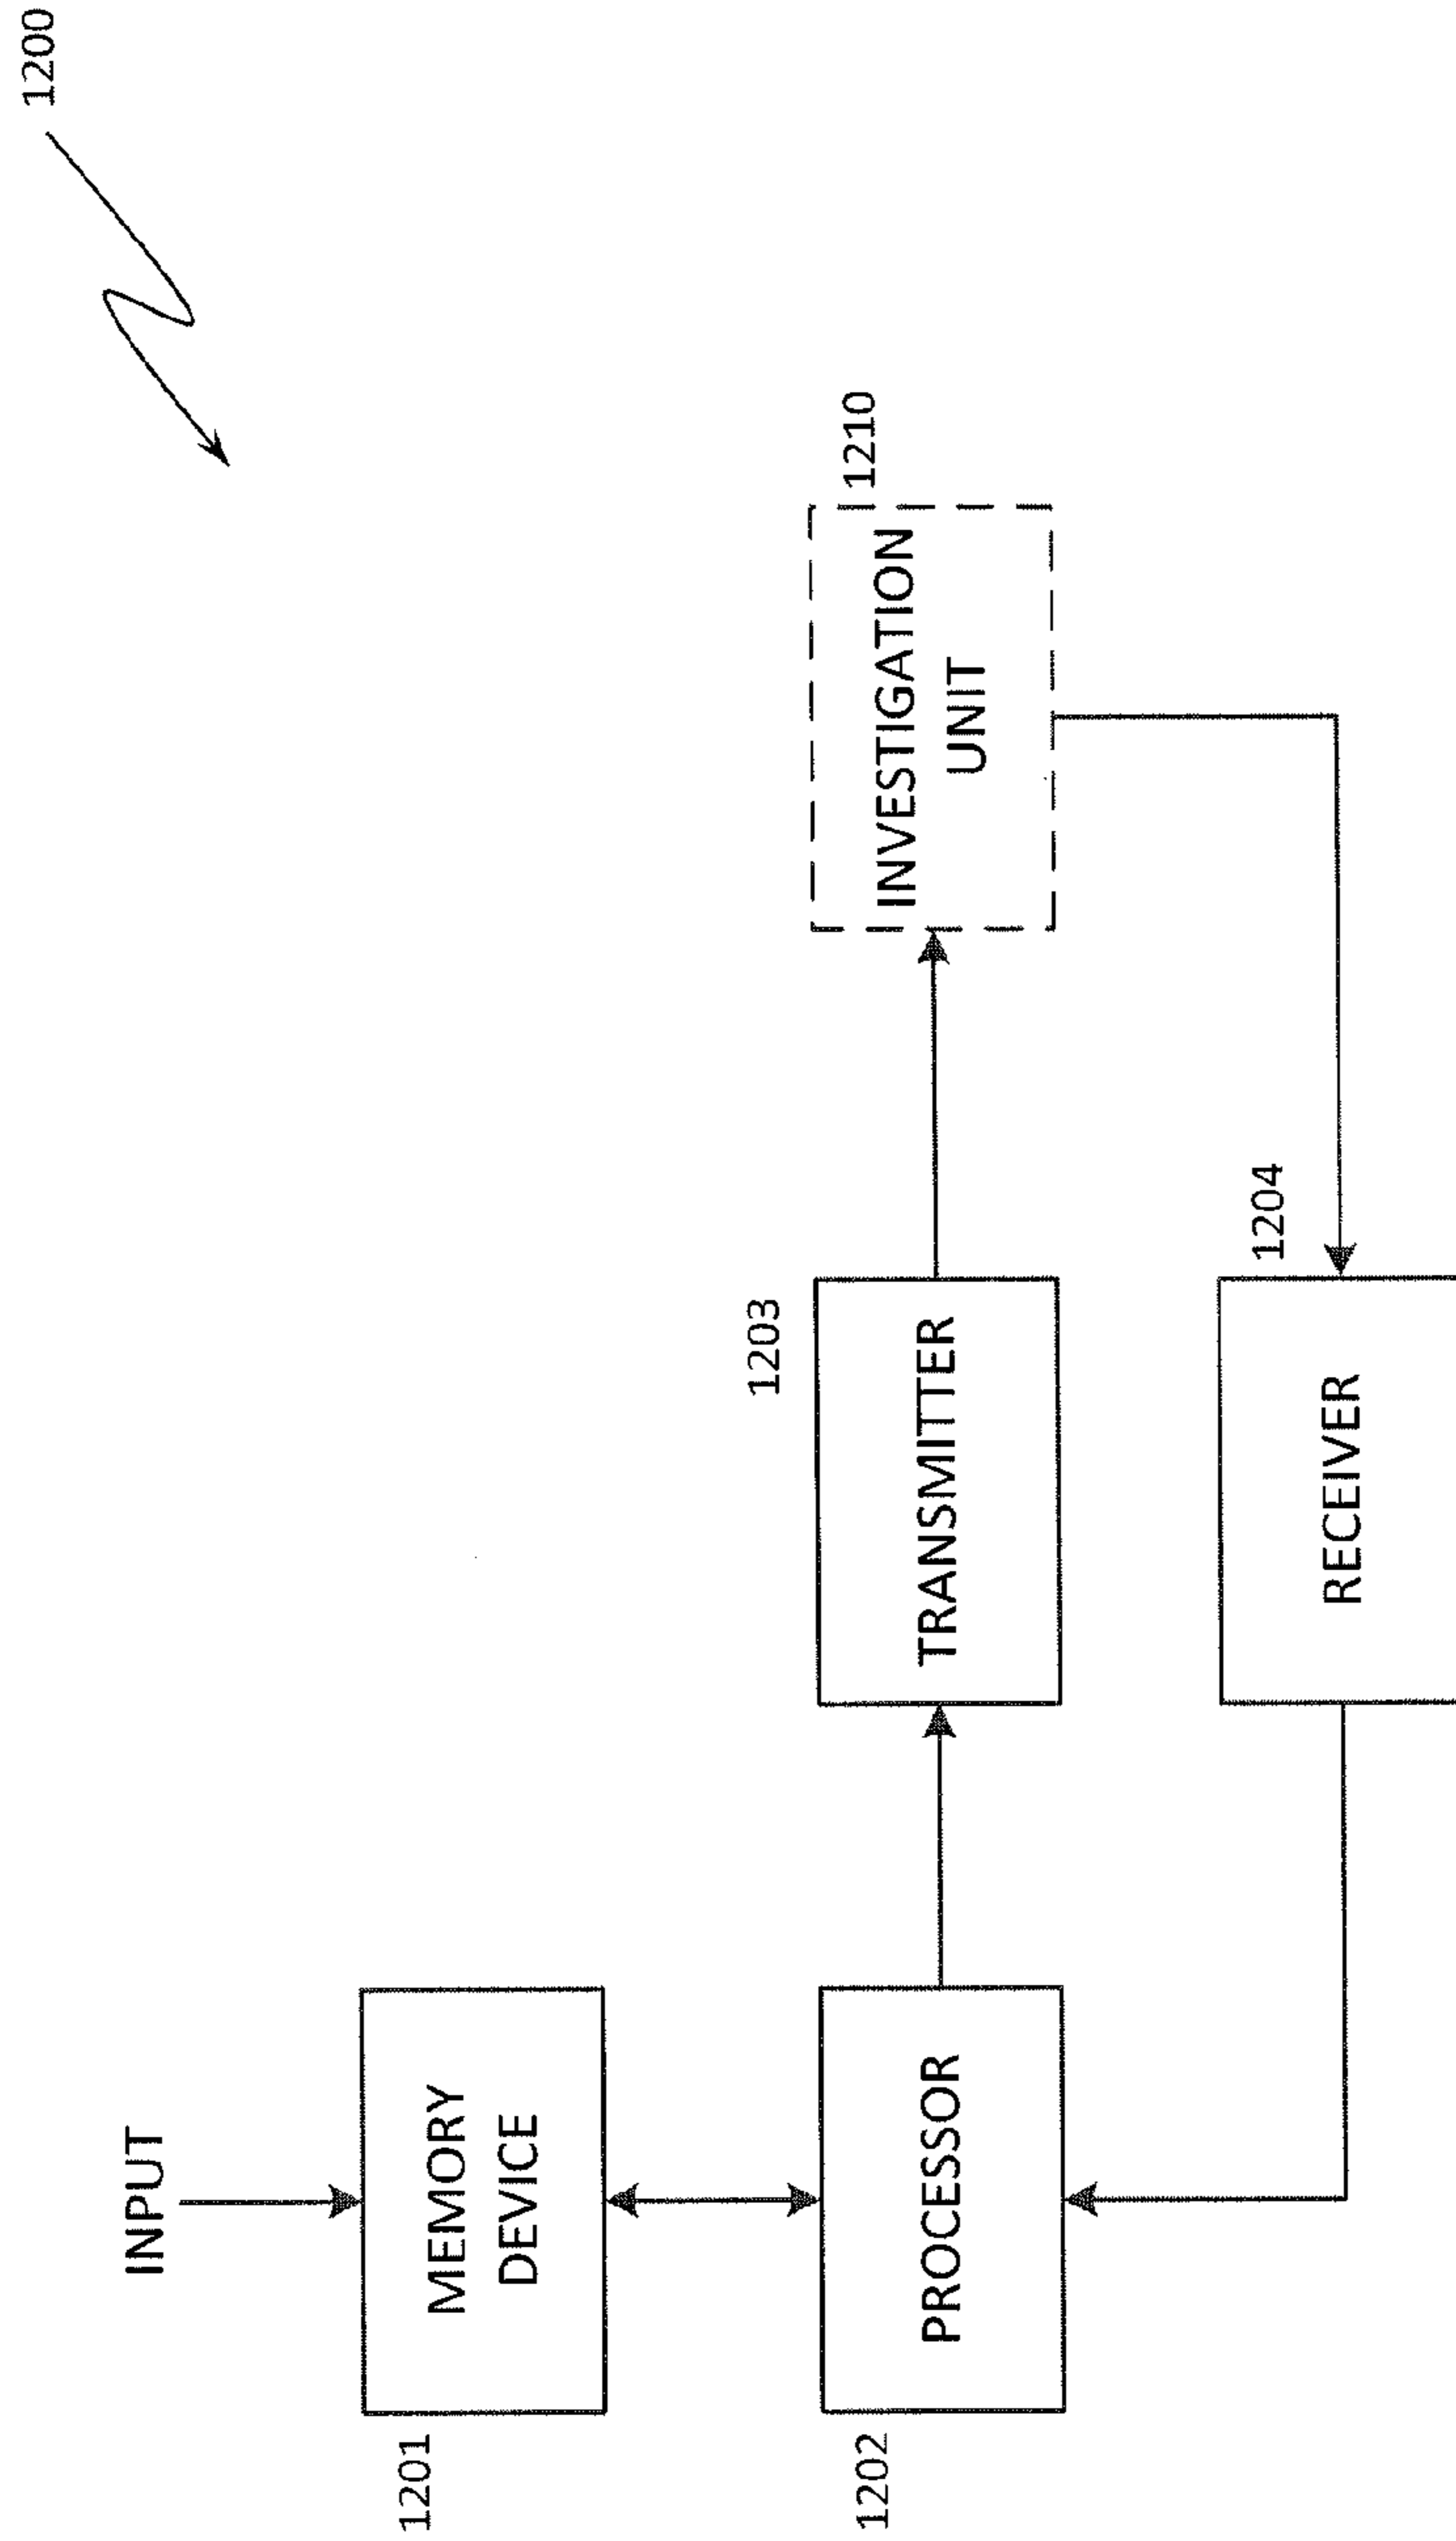 1200
INPUT
MEMORY
DEVICE
1201
PROCESSOR
1202
TRANSMITTER
1203
INVESTIGATION
UNIT
1210
RECEIVER
1204